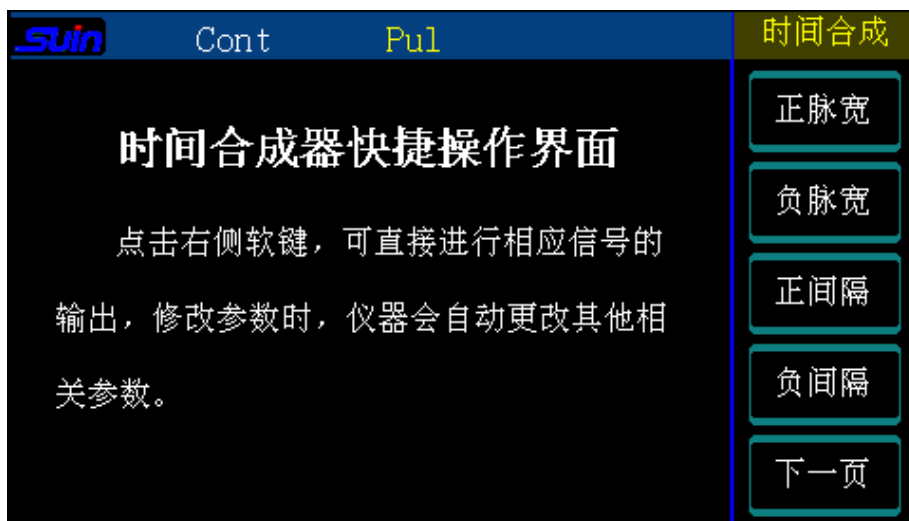 Suin Cont Pul 时间合成
正脉宽
时间合成器快捷操作界面
负脉宽
点击右侧软键，可直接进行相应信号的
正间隔
输出，修改参数时，仪器会自动更改其他相
关参数。
负间隔
下一页